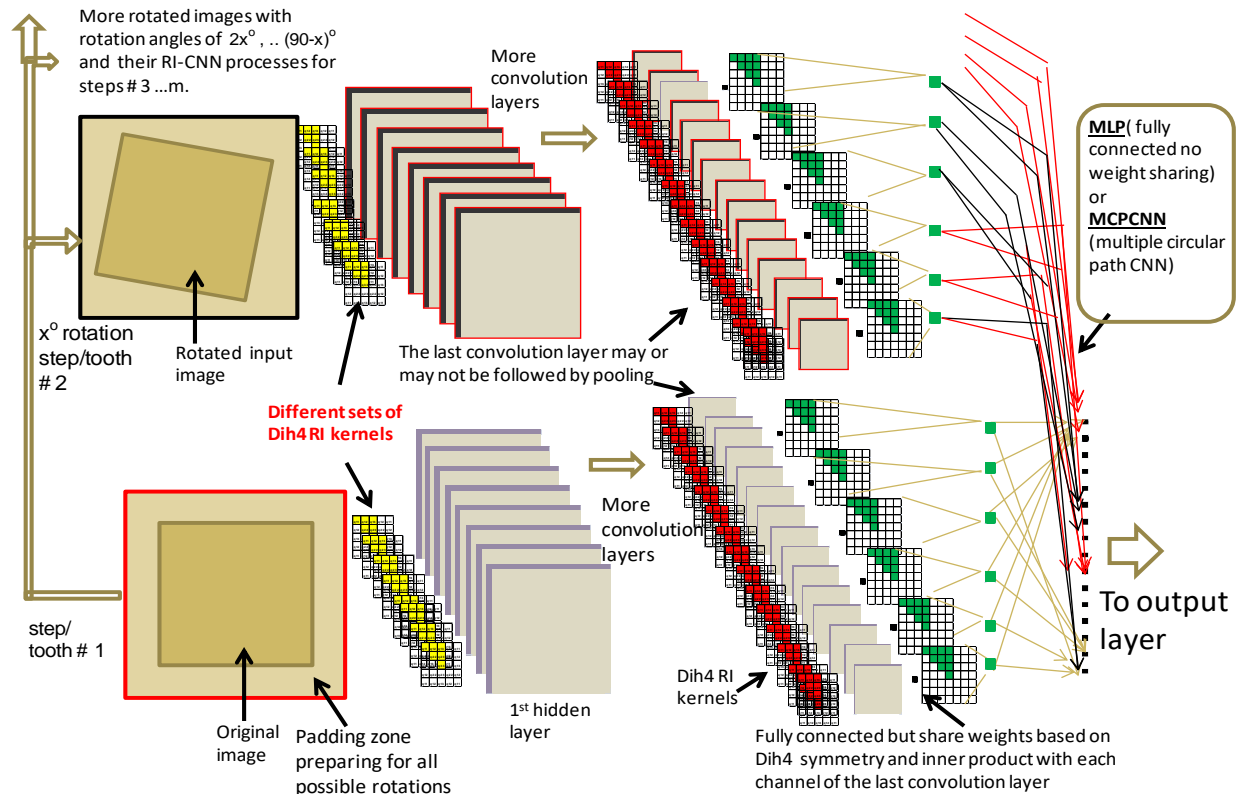 More rotated images with
rotation angles of 2xº , .. (90-x)º
and their RI-CNN processes for
steps # 3 ...m.
More
convolution
layers
MLP( fully
connected no
weight sharing)
or
MCPCNN
(multiple circular
path CNN)
xº rotation
step/tooth
# 2
Rotated input
image
The last convolution layer may or
may not be followed by pooling
Different sets of
Dih4 RI kernels
More
convolution
layers
step/
tooth # 1
To output
layer
Original
image
Padding zone
preparing for all
possible rotations
1st hidden
layer
Dih4 RI
kernels
Fully connected but share weights based on
Dih4 symmetry and inner product with each
channel of the last convolution layer